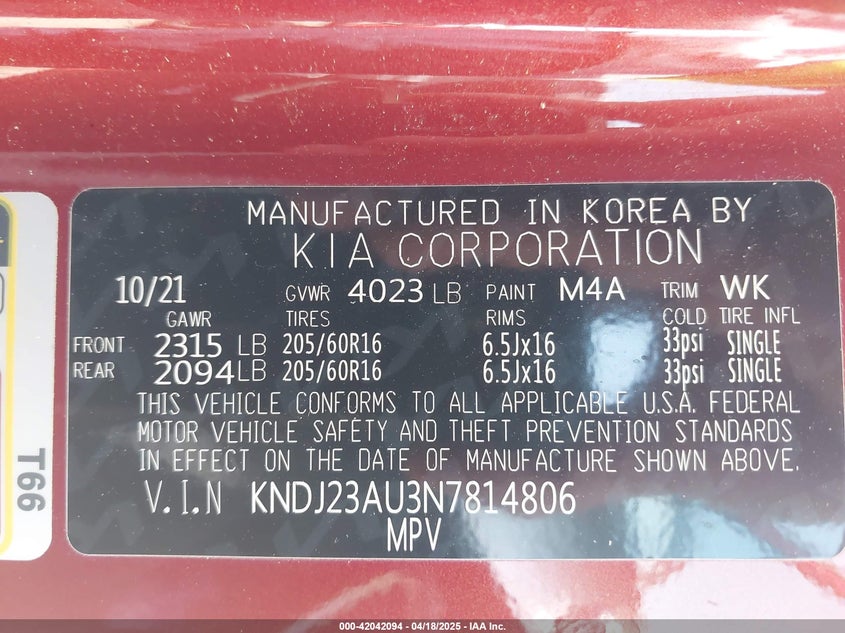 MANUFACTURED IN KOREA BY
KIA CORPORATION
10/21 GVWR 4023 LB PAINT M4A TRIM WK
GAWR TIRES RIMS COLD TIRE INFL
FRONT 2315 LB 205/60R16 6.5Jx16 33psi SINGLE
REAR 2094 LB 205/60R16 6.5Jx16 33psi SINGLE
THIS VEHICLE CONFORMS TO ALL APPLICABLE U.S.A. FEDERAL
MOTOR VEHICLE SAFETY AND THEFT PREVENTION STANDARDS
IN EFFECT ON THE DATE OF MANUFACTURE SHOWN ABOVE.
V.I.N KNDJ23AU3N7814806
MPV
T66
000-42042094 - 04/18/2025 - IAA Inc.